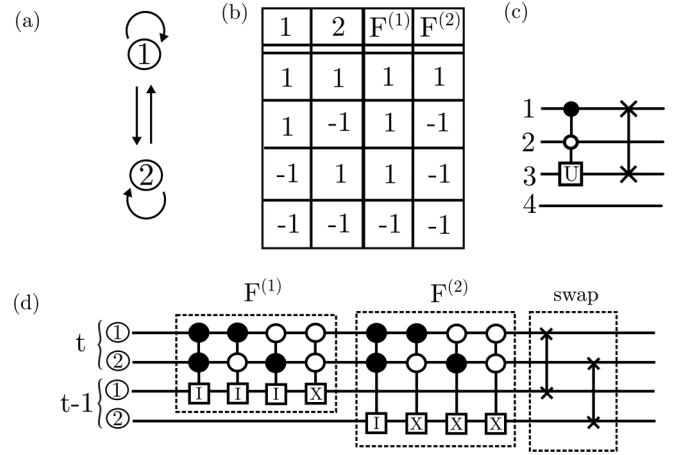 (a)
1
2
(b)
1 2 F(1) F(2)
1 1 1 1
1 -1 1 -1
-1 1 1 -1
-1 -1 -1 -1
(c)
1
2
3 U
4
(d)
F(1) F(2) swap
t 1
2
t-1 1 I I I X
2 I X X X